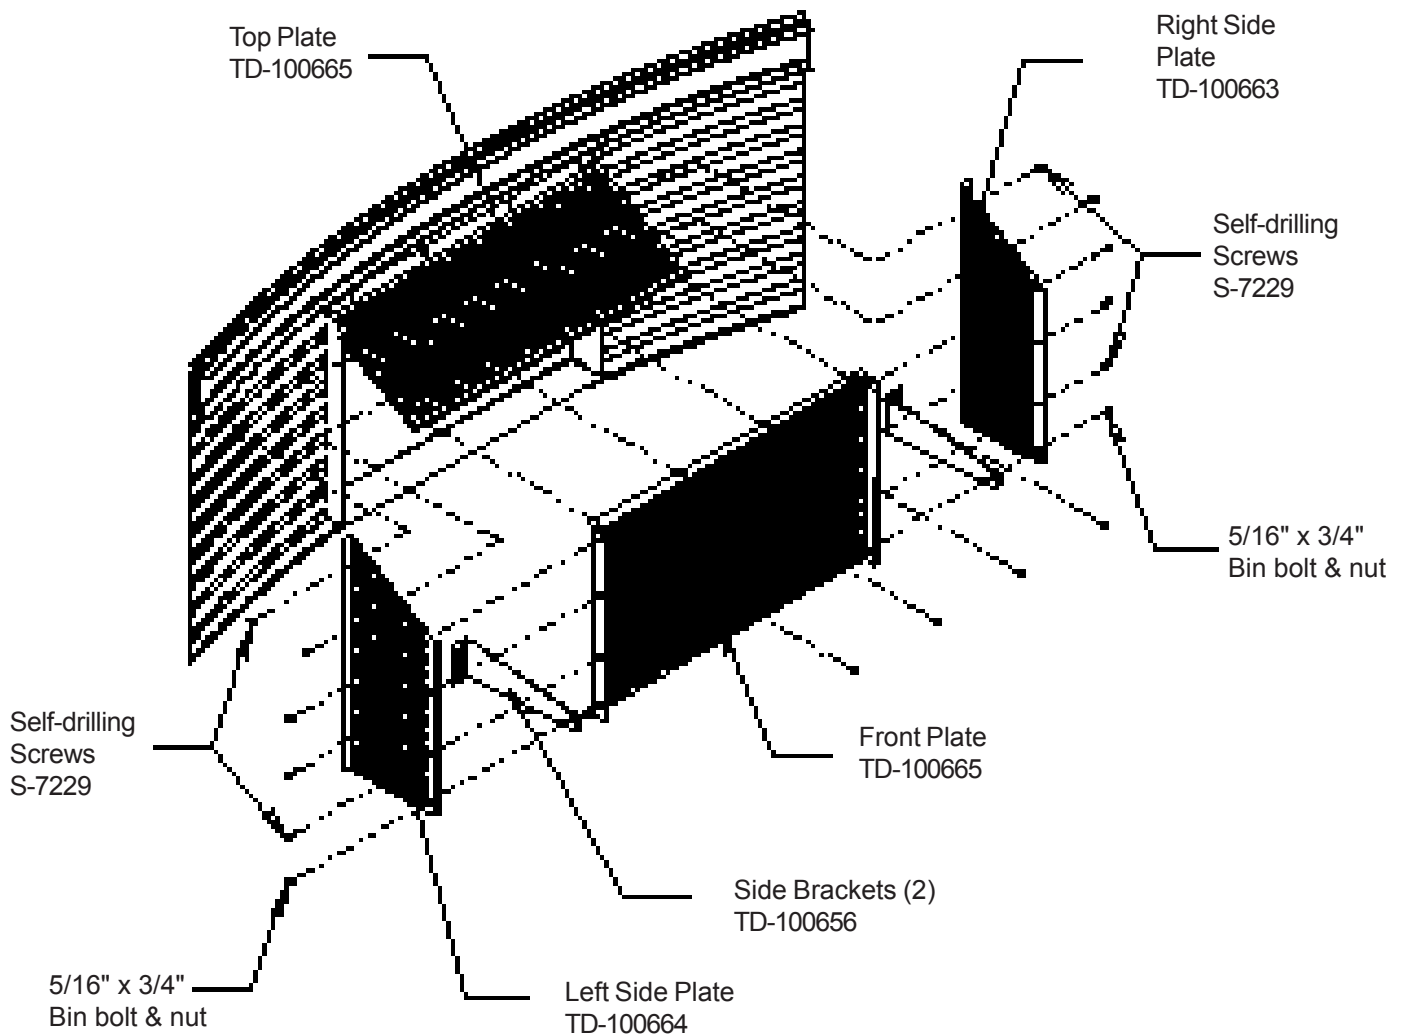 Top Plate
TD-100665
Right Side
Plate
TD-100663
Self-drilling
Screws
S-7229
5/16" x 3/4"
Bin bolt & nut
Self-drilling
Screws
S-7229
Front Plate
TD-100665
Side Brackets (2)
TD-100656
5/16" x 3/4"
Bin bolt & nut
Left Side Plate
TD-100664